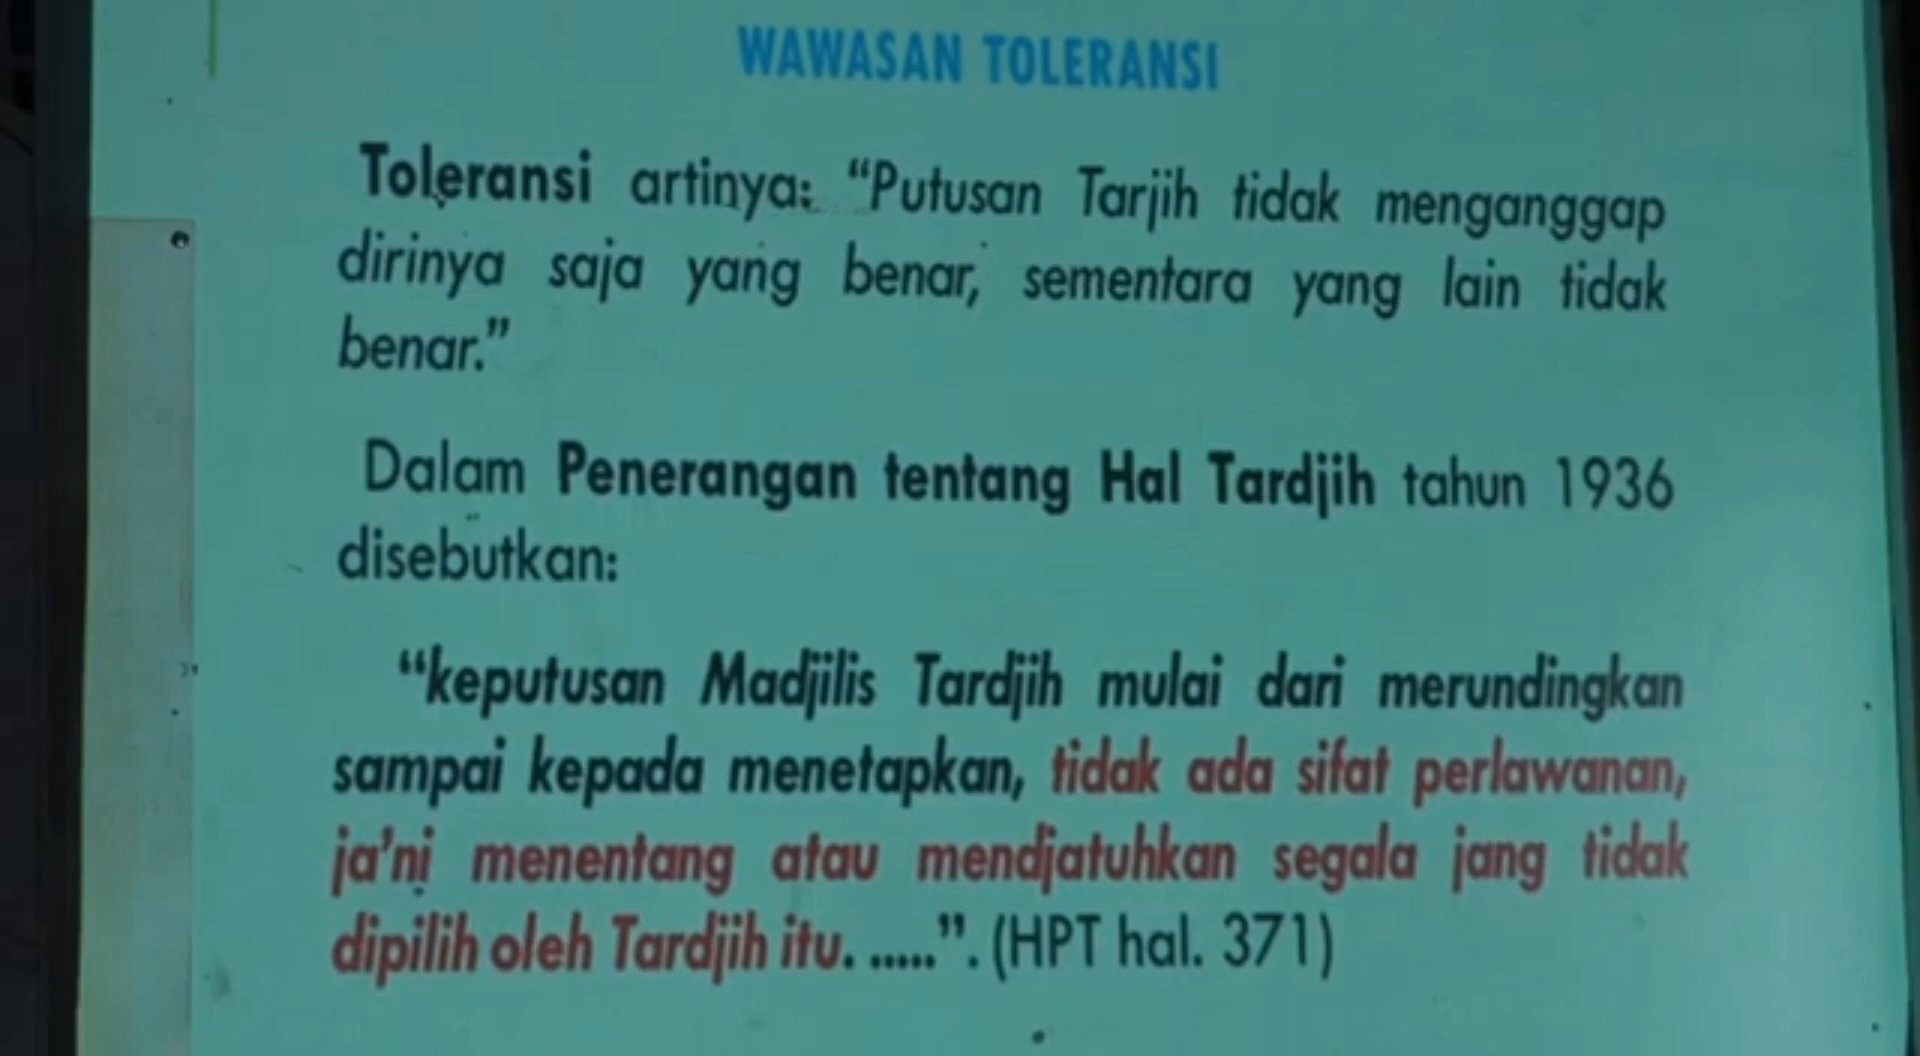 WAWASAN TOLERANSI
Toleransi artinya: “Putusan Tarjih tidak menganggap
dirinya saja yang benar, sementara yang lain tidak
benar.”
Dalam Penerangan tentang Hal Tardjih tahun 1936
disebutkan:
“keputusan Madjilis Tardjih mulai dari merundingkan
sampai kepada menetapkan, tidak ada sifat perlawanan,
ja’ni menentang atau mendjatuhkan segala jang tidak
dipilih oleh Tardjih itu. .....”. (HPT hal. 371)